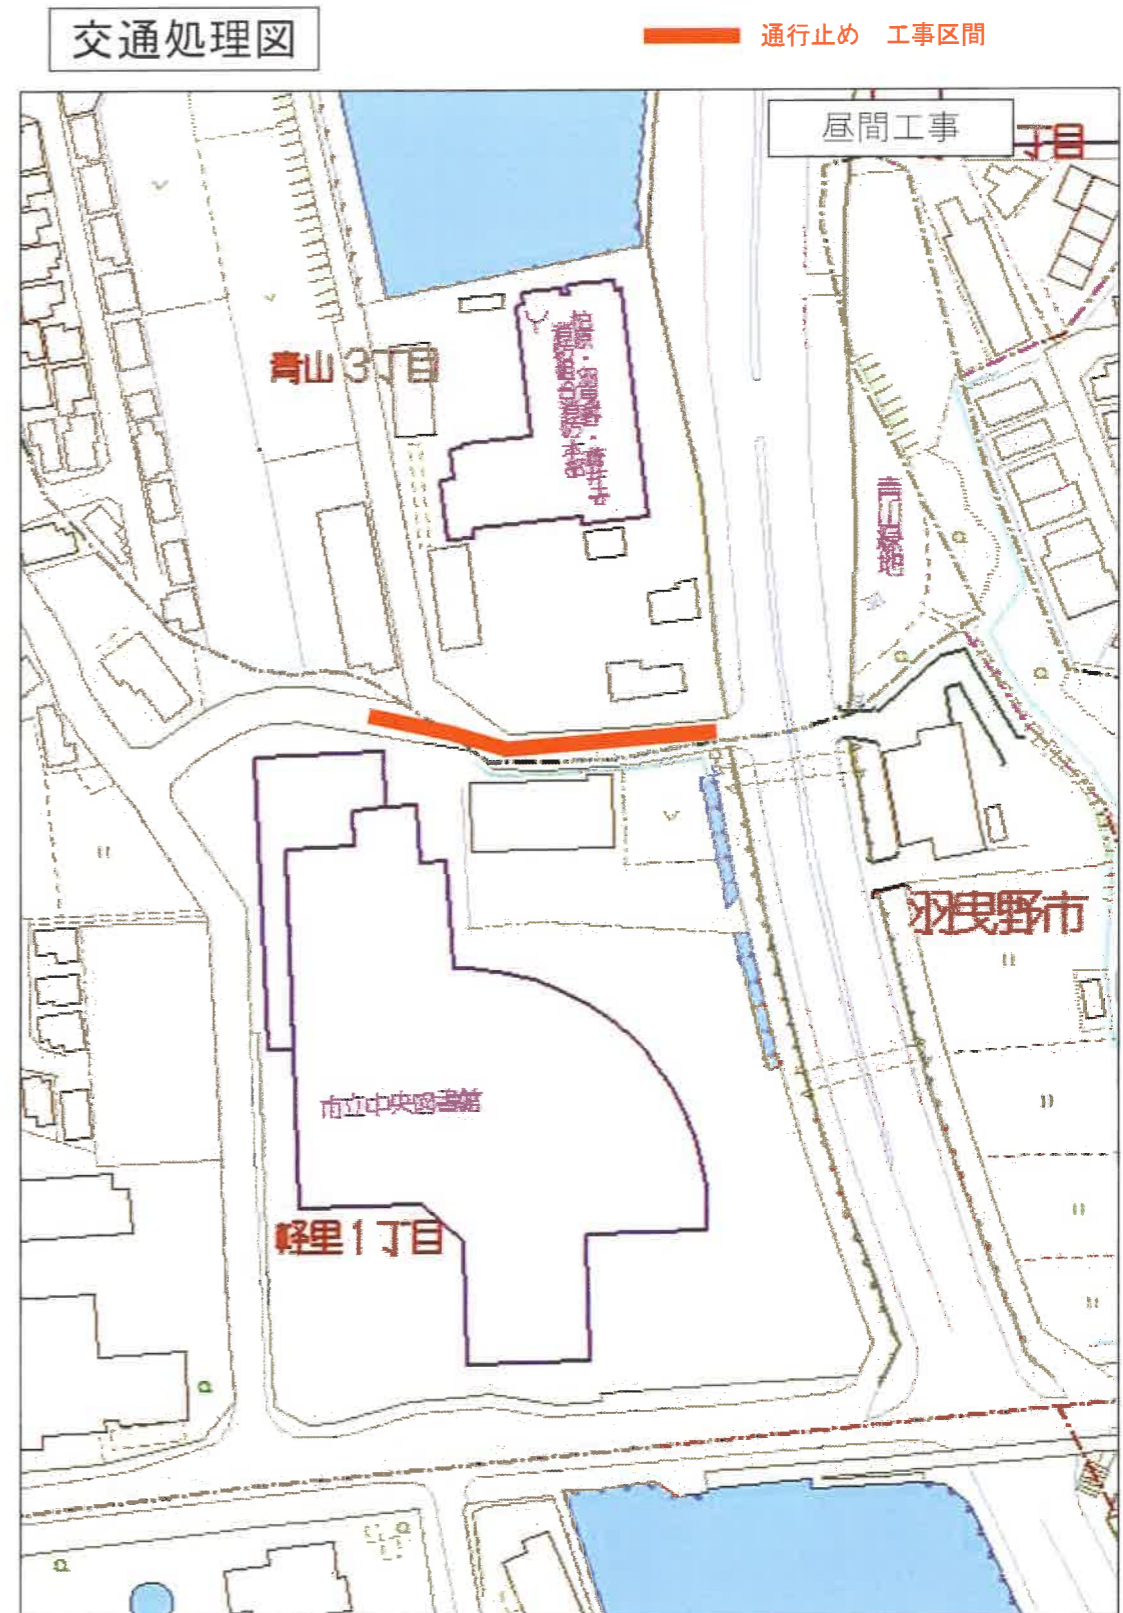 交通処理図
通行止め　工事区間
昼間工事
丁目
青山3丁目
柏原・羽曳野・藤井寺
消防組合消防本部
青山緑地
羽曳野市
市立中央図書館
軽里1丁目